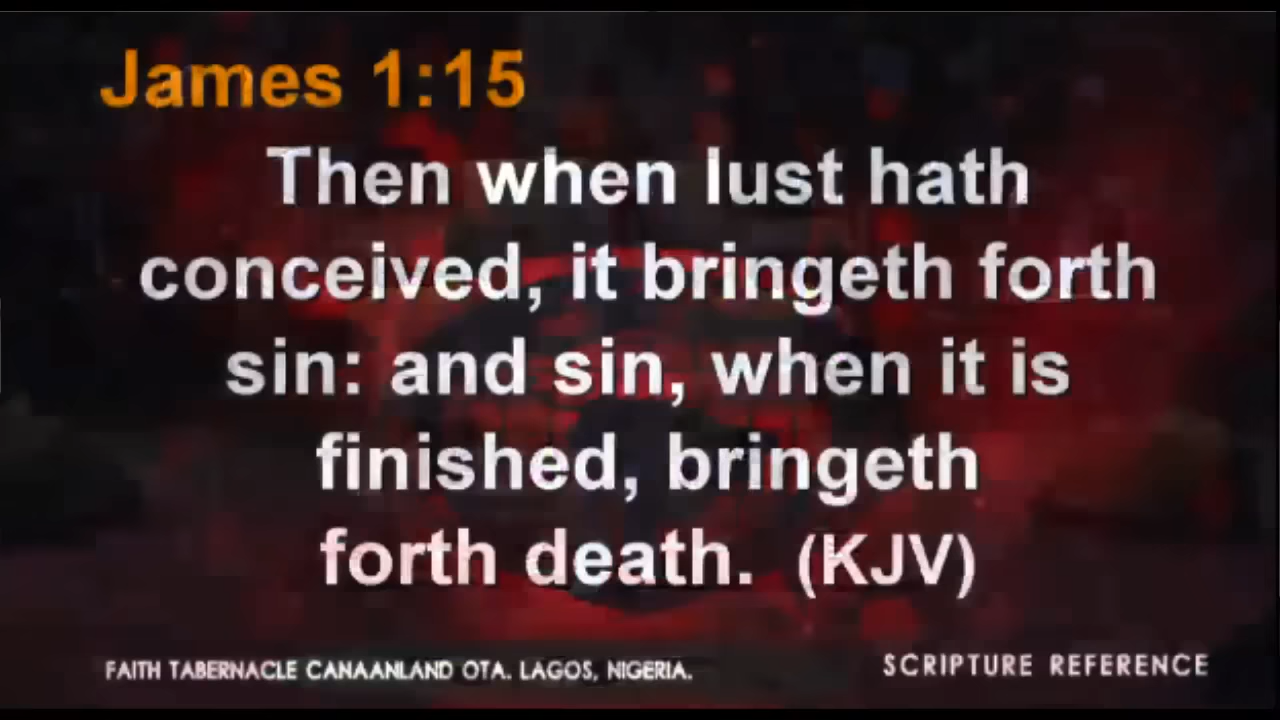 James 1:15
Then when lust hath
conceived, it bringeth forth
sin: and sin, when it is
finished, bringeth
forth death. (KJV)
FAITH TABERNACLE CANAANLAND OTA. LAGOS, NIGERIA.
SCRIPTURE REFERENCE